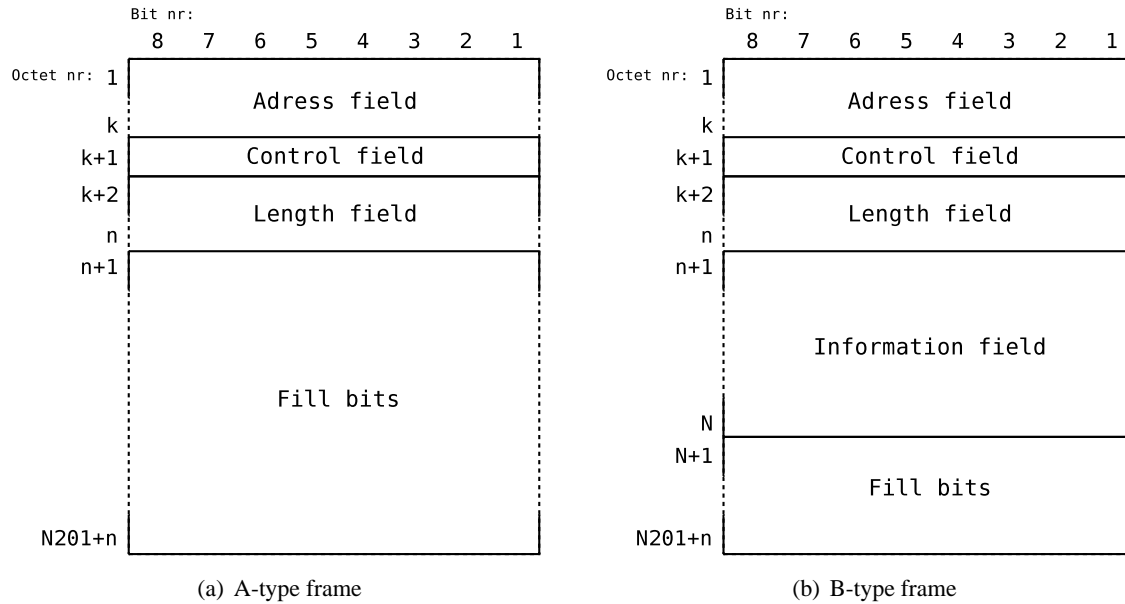 Bit nr:
8 7 6 5 4 3 2 1
Octet nr: 1
Adress field
k
k+1 Control field
k+2
Length field
n
n+1
Fill bits
N201+n
(a) A-type frame
Bit nr:
8 7 6 5 4 3 2 1
Octet nr: 1
Adress field
k
k+1 Control field
k+2
Length field
n
n+1
Information field
N
N+1
Fill bits
N201+n
(b) B-type frame